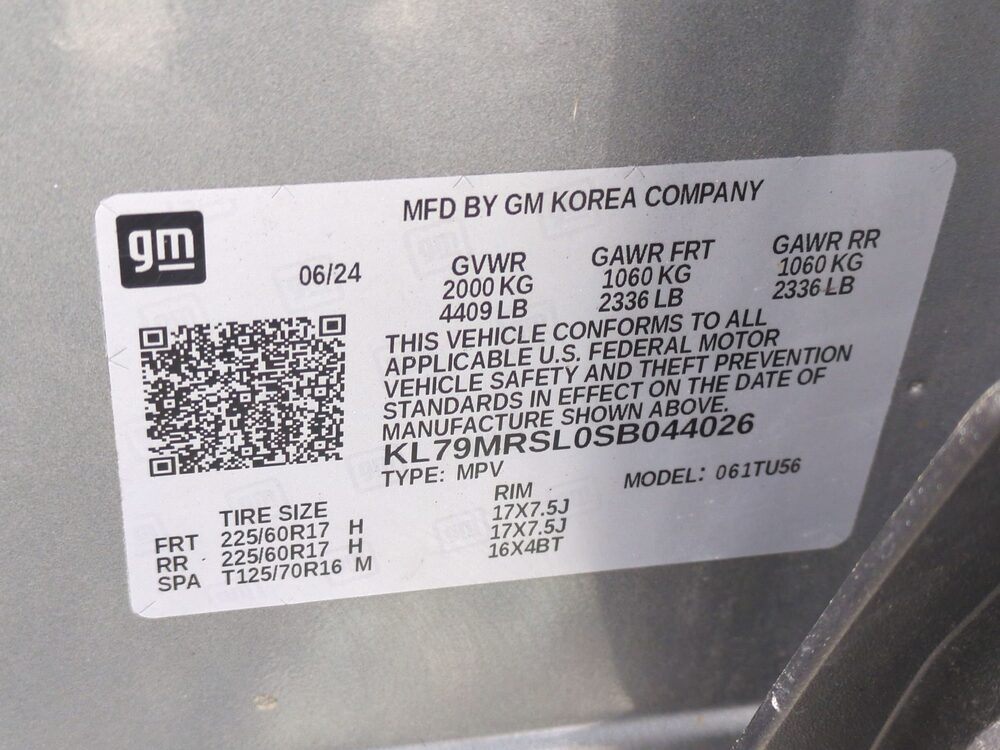 MFD BY GM KOREA COMPANY
gm
06/24
GVWR GAWR FRT GAWR RR
2000 KG 1060 KG 1060 KG
4409 LB 2336 LB 2336 LB
THIS VEHICLE CONFORMS TO ALL
APPLICABLE U.S. FEDERAL MOTOR
VEHICLE SAFETY AND THEFT PREVENTION
STANDARDS IN EFFECT ON THE DATE OF
MANUFACTURE SHOWN ABOVE.
KL79MRSL0SB044026
TYPE: MPV MODEL: 061TU56
TIRE SIZE RIM
FRT 225/60R17 H 17X7.5J
RR 225/60R17 H 17X7.5J
SPA T125/70R16 M 16X4BT